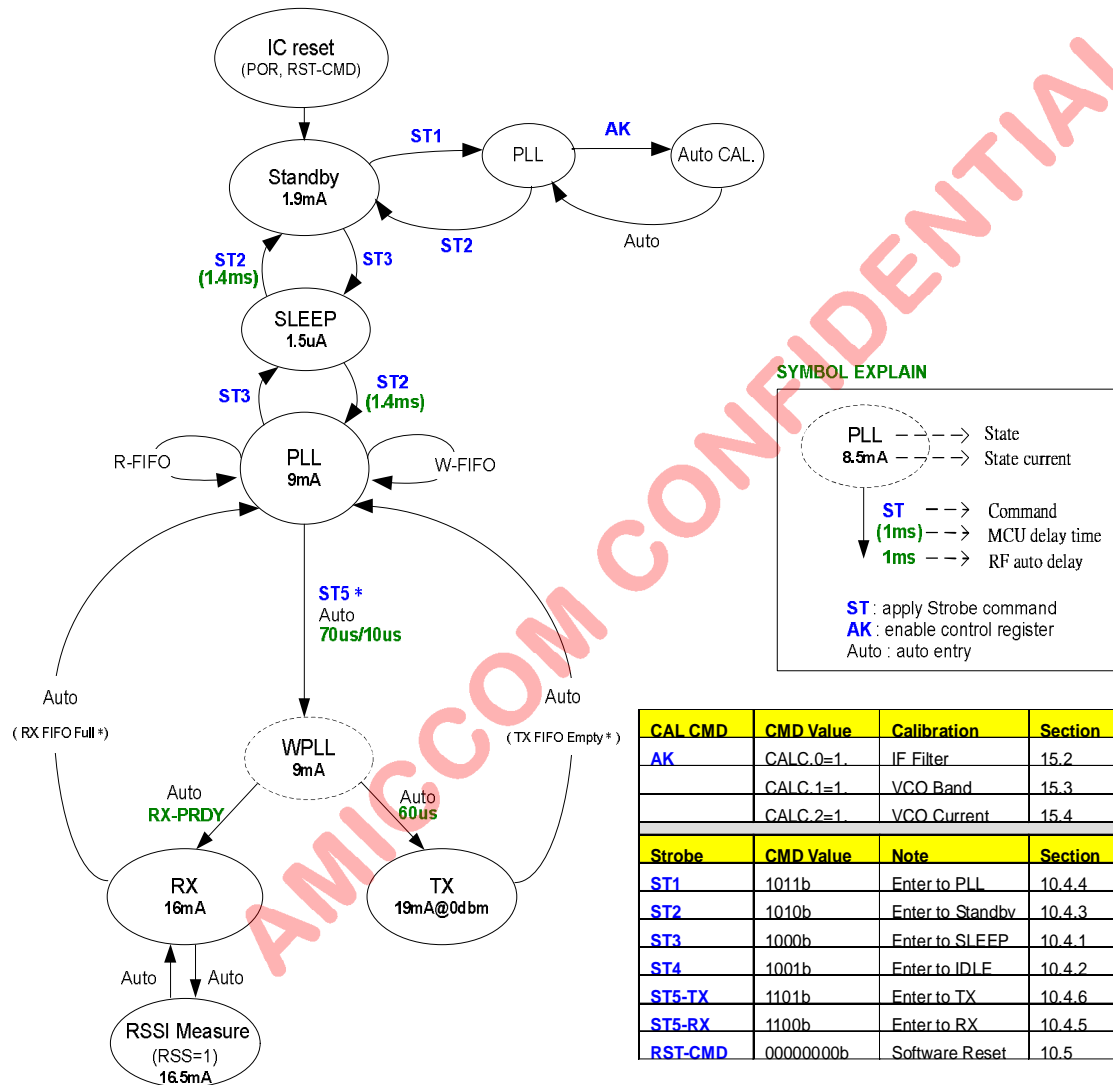 IC reset
(POR, RST-CMD)
ST1
AK
PLL
Auto CAL.
Standby
1.9mA
ST2
Auto
ST2
(1.4ms)
ST3
SLEEP
1.5uA
ST3
ST2
(1.4ms)
R-FIFO
PLL
9mA
W-FIFO
ST5 *
Auto
70us/10us
Auto
( RX FIFO Full *)
Auto
( TX FIFO Empty * )
WPLL
9mA
Auto
RX-PRDY
Auto
60us
RX
16mA
TX
19mA@0dbm
Auto
Auto
RSSI Measure
(RSS=1)
16.5mA
SYMBOL EXPLAIN
PLL
8.5mA
State
State current
ST
(1ms)
1ms
Command
MCU delay time
RF auto delay
ST : apply Strobe command
AK : enable control register
Auto : auto entry
CAL CMD CMD Value Calibration Section
AK CALC.0=1. IF Filter 15.2
CALC.1=1. VCO Band 15.3
CALC.2=1. VCO Current 15.4
Strobe CMD Value Note Section
ST1 1011b Enter to PLL 10.4.4
ST2 1010b Enter to Standby 10.4.3
ST3 1000b Enter to SLEEP 10.4.1
ST4 1001b Enter to IDLE 10.4.2
ST5-TX 1101b Enter to TX 10.4.6
ST5-RX 1100b Enter to RX 10.4.5
RST-CMD 00000000b Software Reset 10.5
AMICCOM CONFIDENTIAL